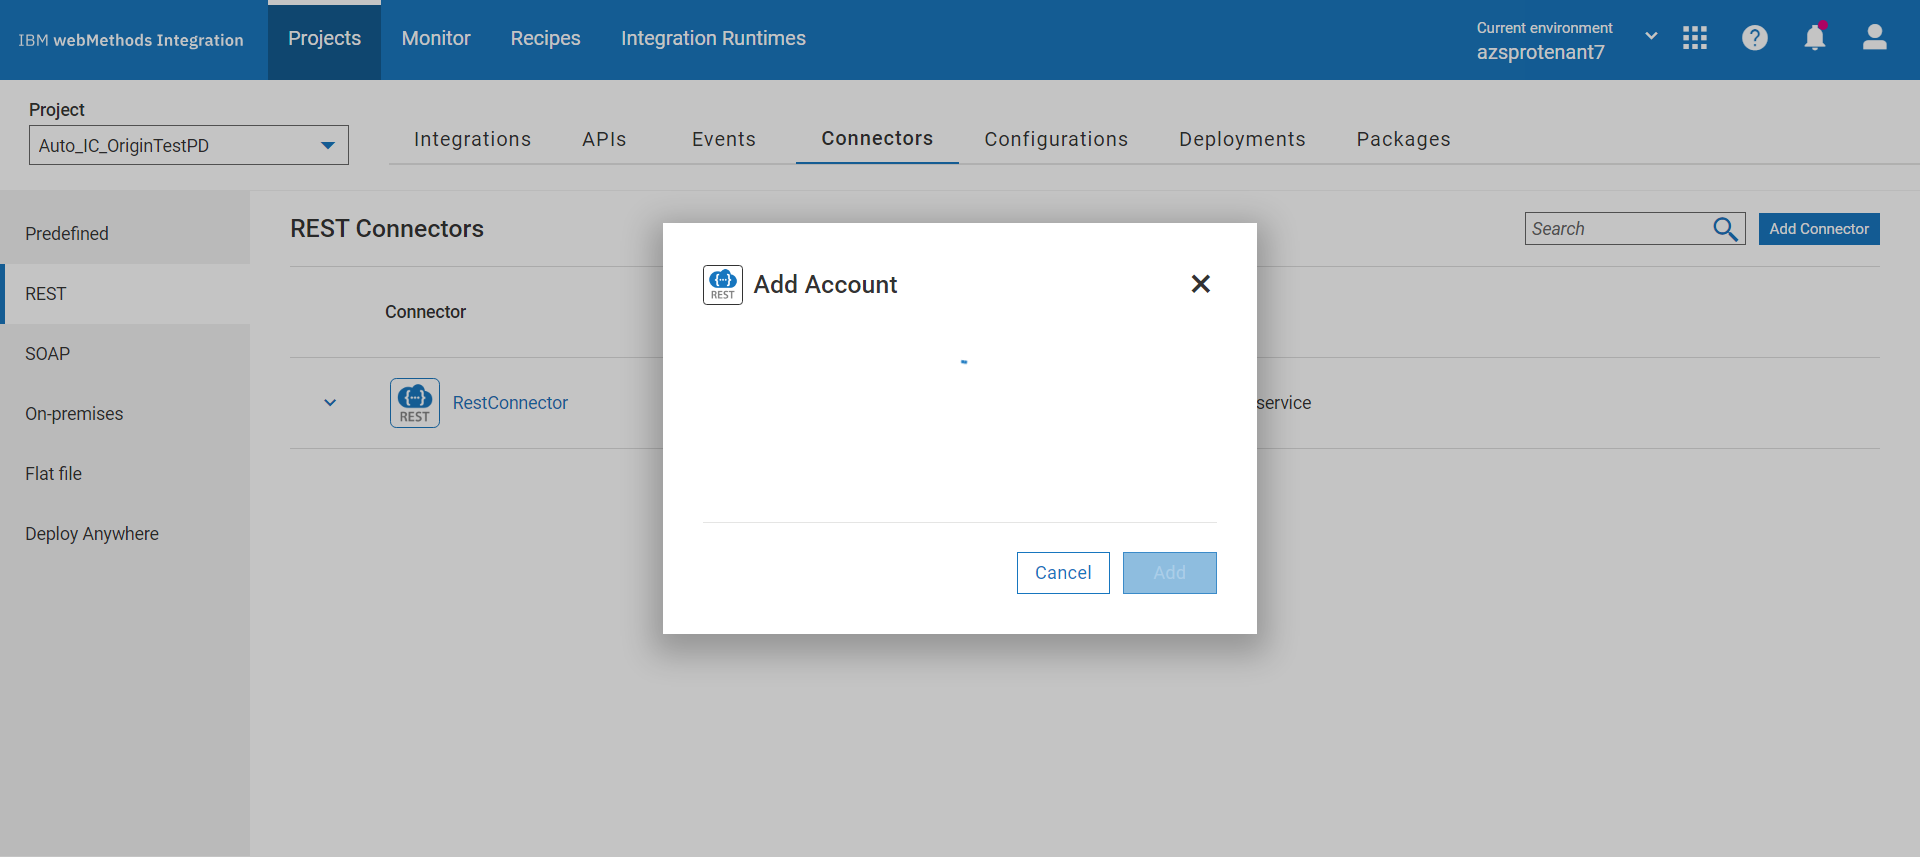 IBM webMethods Integration
Projects
Monitor
Recipes
Integration Runtimes
Current environment
azsprotenant7
Project
Auto_IC_OriginTestPD
Integrations
APIs
Events
Connectors
Configurations
Deployments
Packages
Predefined
REST
SOAP
On-premises
Flat file
Deploy Anywhere
REST Connectors
Search
Add Connector
Connector
REST
RestConnector
service
REST
Add Account
Cancel
Add